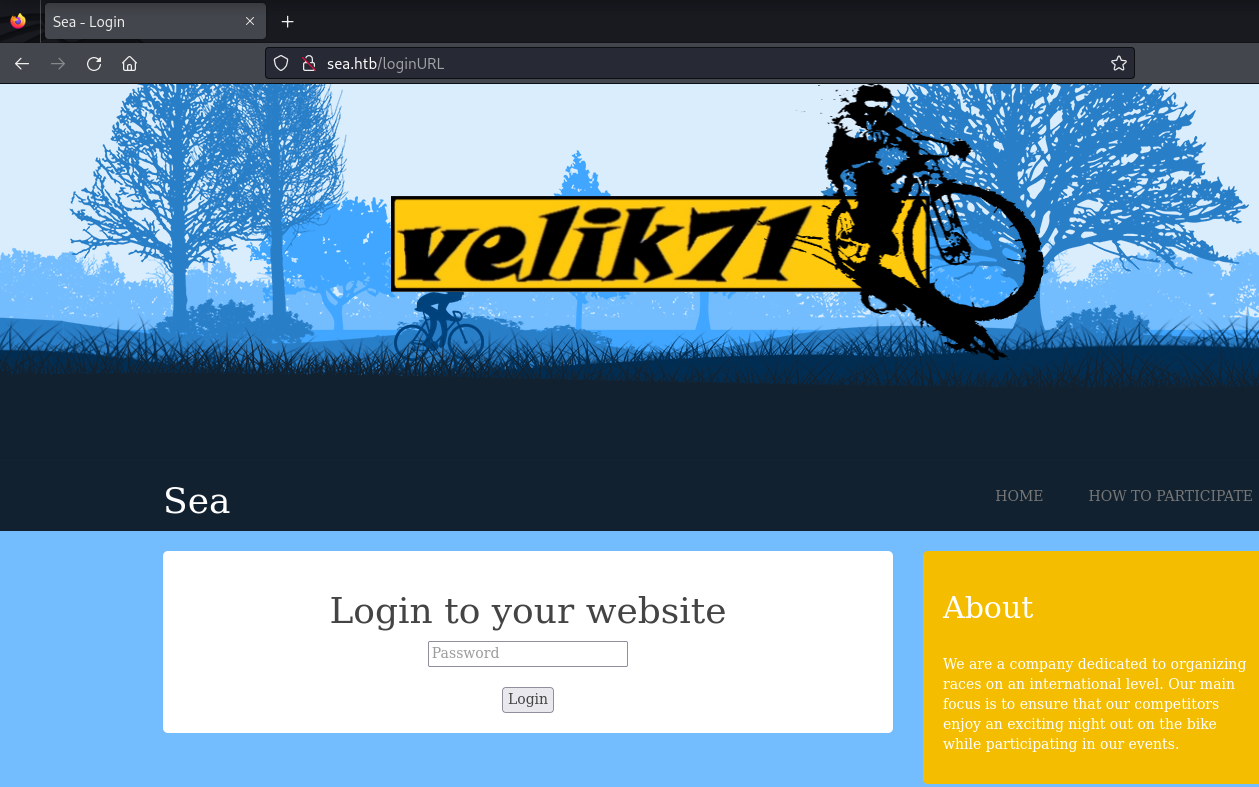 Sea - Login
sea.htb/loginURL
velik71
Sea
HOME
HOW TO PARTICIPATE
Login to your website
Password
Login
About
We are a company dedicated to organizing
races on an international level. Our main
focus is to ensure that our competitors
enjoy an exciting night out on the bike
while participating in our events.